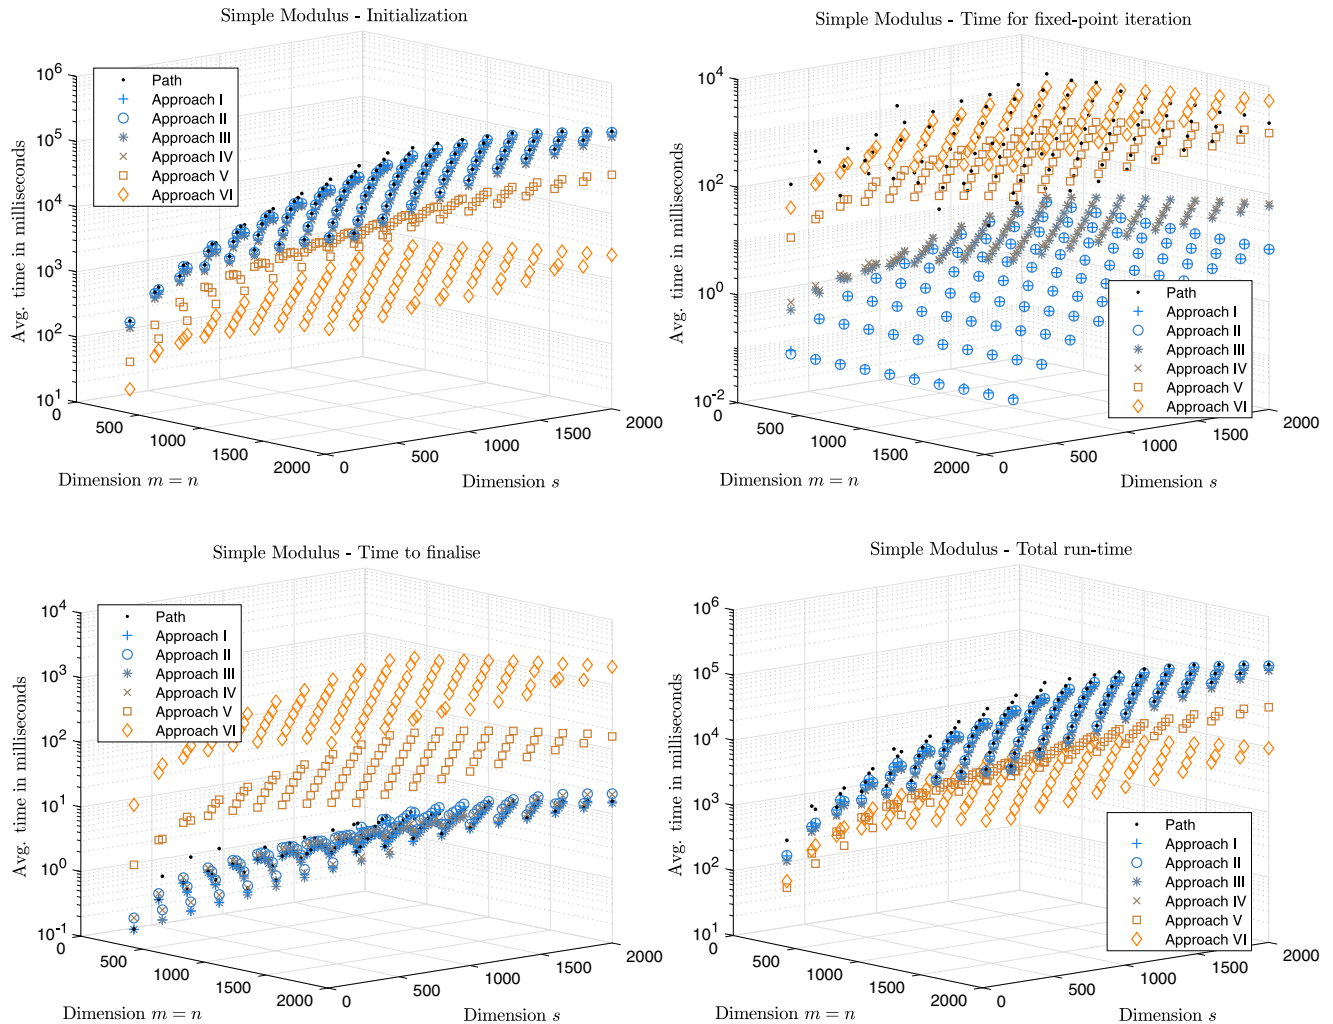 Simple Modulus - Initialization
10^6
10^5
10^4
10^3
10^2
10^1
Avg. time in milliseconds
Path
Approach I
Approach II
Approach III
Approach IV
Approach V
Approach VI
0
500
1000
1500
2000
Dimension m = n
0
500
1000
1500
2000
Dimension s
Simple Modulus - Time for fixed-point iteration
10^4
10^2
10^0
10^-2
Avg. time in milliseconds
Path
Approach I
Approach II
Approach III
Approach IV
Approach V
Approach VI
0
500
1000
1500
2000
Dimension m = n
0
500
1000
1500
2000
Dimension s
Simple Modulus - Time to finalise
10^4
10^3
10^2
10^1
10^0
10^-1
Avg. time in milliseconds
Path
Approach I
Approach II
Approach III
Approach IV
Approach V
Approach VI
0
500
1000
1500
2000
Dimension m = n
0
500
1000
1500
2000
Dimension s
Simple Modulus - Total run-time
10^6
10^5
10^4
10^3
10^2
10^1
Avg. time in milliseconds
Path
Approach I
Approach II
Approach III
Approach IV
Approach V
Approach VI
0
500
1000
1500
2000
Dimension m = n
0
500
1000
1500
2000
Dimension s